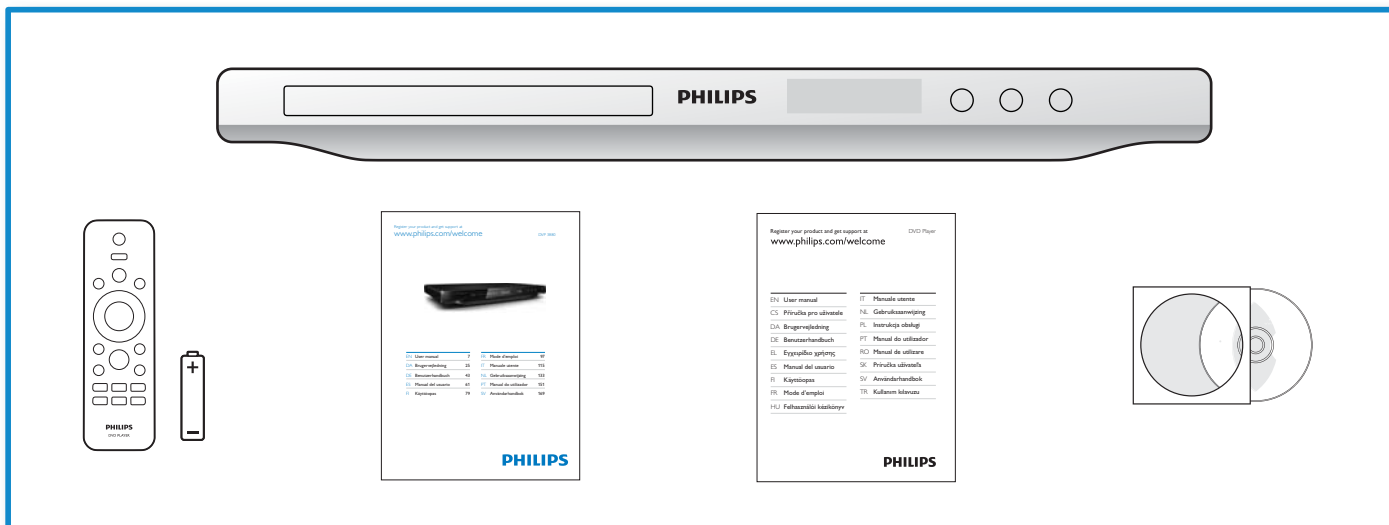 PHILIPS
PHILIPS
DVD PLAYER
Register your product and get support at
www.philips.com/welcome
EN User manual 7
DA Brugervejledning 25
DE Benutzerhandbuch 43
ES Manual del usuario 61
FI Käyttöopas 79
FR Mode d'emploi 97
IT Manuale utente 115
NL Gebruiksaanwijzing 133
PT Manual do utilizador 151
SV Användarhandbok 169
PHILIPS
Register your product and get support at
www.philips.com/welcome
DVD Player
EN User manual
CS Příručka pro uživatele
DA Brugervejledning
DE Benutzerhandbuch
EL Εγχειρίδιο χρήσης
ES Manual del usuario
FI Käyttöopas
FR Mode d'emploi
HU Felhasználói kézikönyv
IT Manuale utente
NL Gebruiksaanwijzing
PL Instrukcja obsługi
PT Manual do utilizador
RO Manual de utilizare
SK Príručka užívateľa
SV Användarhandbok
TR Kullanım kılavuzu
PHILIPS